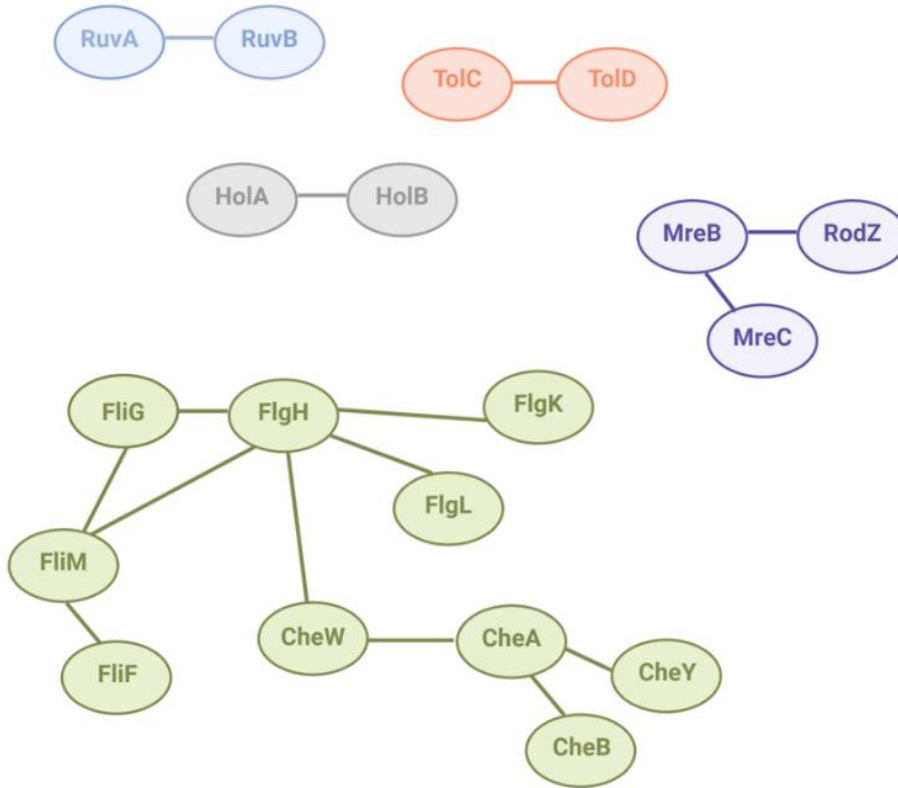 RuvA
RuvB
TolC
TolD
HolA
HolB
MreB
RodZ
MreC
FliG
FlgH
FlgK
FlgL
FliM
CheW
CheA
FliF
CheY
CheB